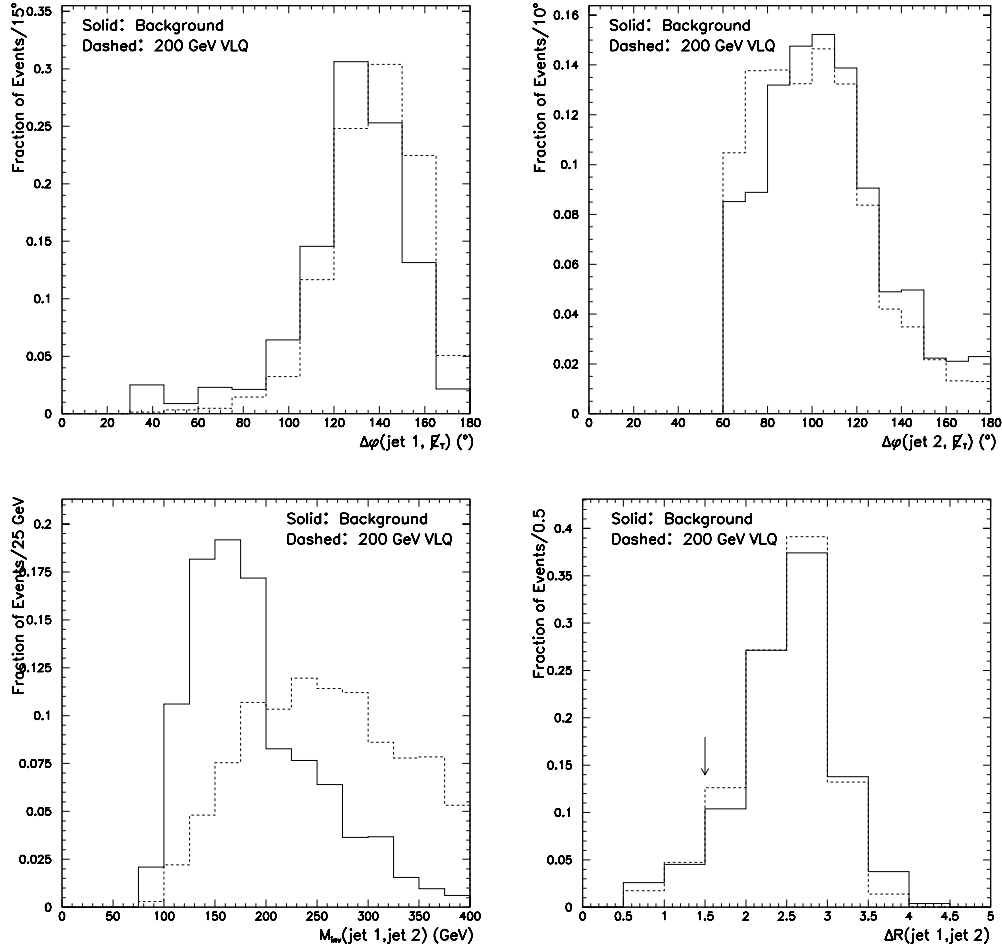 Fraction of Events/15°
Solid: Background
Dashed: 200 GeV VLQ
0.35
0.3
0.25
0.2
0.15
0.1
0.05
0
0 20 40 60 80 100 120 140 160 180
Δφ(jet 1, E̸_T) (°)
Fraction of Events/10°
Solid: Background
Dashed: 200 GeV VLQ
0.16
0.14
0.12
0.1
0.08
0.06
0.04
0.02
0
0 20 40 60 80 100 120 140 160 180
Δφ(jet 2, E̸_T) (°)
Fraction of Events/25 GeV
Solid: Background
Dashed: 200 GeV VLQ
0.2
0.175
0.15
0.125
0.1
0.075
0.05
0.025
0
0 50 100 150 200 250 300 350 400
M_inv(jet 1,jet 2) (GeV)
Fraction of Events/0.5
Solid: Background
Dashed: 200 GeV VLQ
0.4
0.35
0.3
0.25
0.2
0.15
0.1
0.05
0
0 0.5 1 1.5 2 2.5 3 3.5 4 4.5 5
ΔR(jet 1,jet 2)